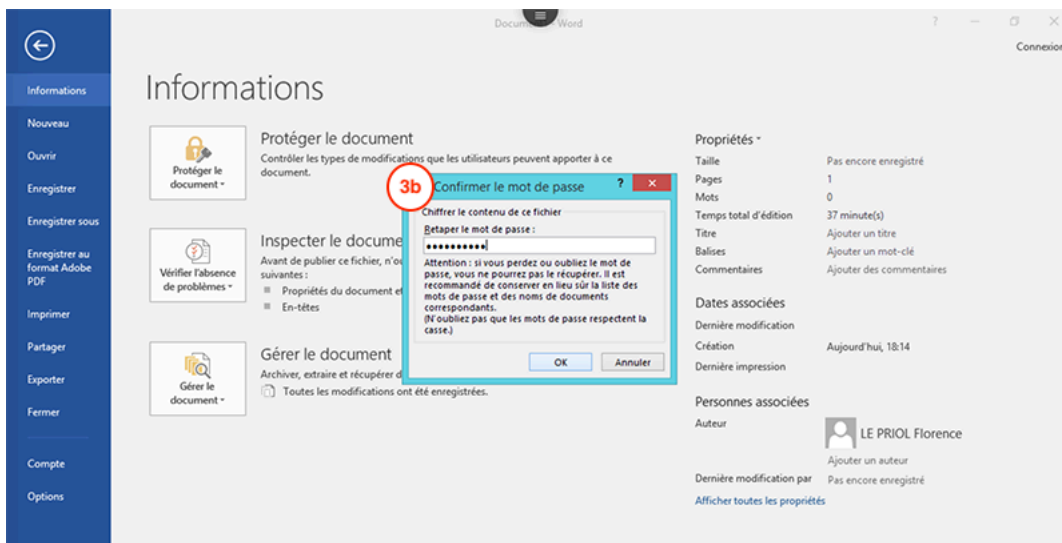 Document - Word
?
Connexion
Informations
Nouveau
Ouvrir
Enregistrer
Enregistrer sous
Enregistrer au
format Adobe
PDF
Imprimer
Partager
Exporter
Fermer
Compte
Options
Informations
Protéger le
document
Protéger le document
Contrôler les types de modifications que les utilisateurs peuvent apporter à ce
document.
Vérifier l'absence
de problèmes
Inspecter le docume
Avant de publier ce fichier, n'ou
suivantes :
Propriétés du document et
En-têtes
Gérer le
document
Gérer le document
Archiver, extraire et récupérer d
Toutes les modifications ont été enregistrées.
3b
Confirmer le mot de passe
?
Chiffrer le contenu de ce fichier
Retaper le mot de passe :
••••••••••
Attention : si vous perdez ou oubliez le mot de
passe, vous ne pourrez pas le récupérer. Il est
recommandé de conserver en lieu sûr la liste des
mots de passe et des noms de documents
correspondants.
(N'oubliez pas que les mots de passe respectent la
casse.)
OK
Annuler
Propriétés
Taille Pas encore enregistré
Pages 1
Mots 0
Temps total d'édition 37 minute(s)
Titre Ajouter un titre
Balises Ajouter un mot-clé
Commentaires Ajouter des commentaires
Dates associées
Dernière modification
Création Aujourd'hui, 18:14
Dernière impression
Personnes associées
Auteur
LE PRIOL Florence
Ajouter un auteur
Dernière modification par Pas encore enregistré
Afficher toutes les propriétés